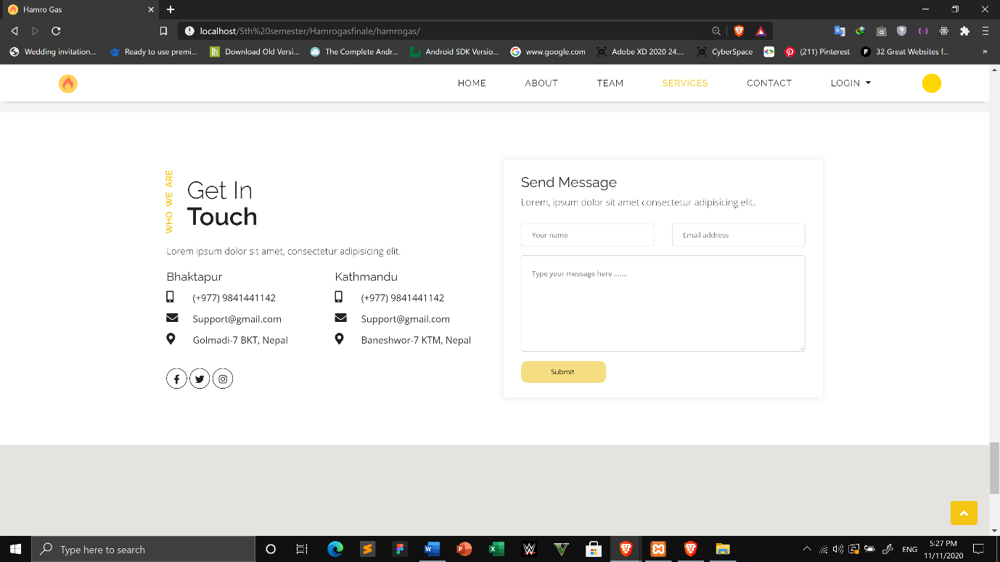 Hamro Gas
localhost/5th%20semester/Hamrogasfinale/hamrogas/
Wedding invitation... Ready to use premi... Download Old Versi... The Complete Andr... Android SDK Versio... www.google.com Adobe XD 2020 24.... CyberSpace (211) Pinterest 32 Great Websites f... »
HOME ABOUT TEAM SERVICES CONTACT LOGIN
WHO WE ARE
Get In
Touch
Lorem ipsum dolor sit amet, consectetur adipisicing elit.
Bhaktapur
(+977) 9841441142
Support@gmail.com
Golmadi-7 BKT, Nepal
Kathmandu
(+977) 9841441142
Support@gmail.com
Baneshwor-7 KTM, Nepal
Send Message
Lorem, ipsum dolor sit amet consectetur adipisicing elit.
Your name
Email address
Type your message here .......
Submit
Type here to search
ENG
5:27 PM
11/11/2020